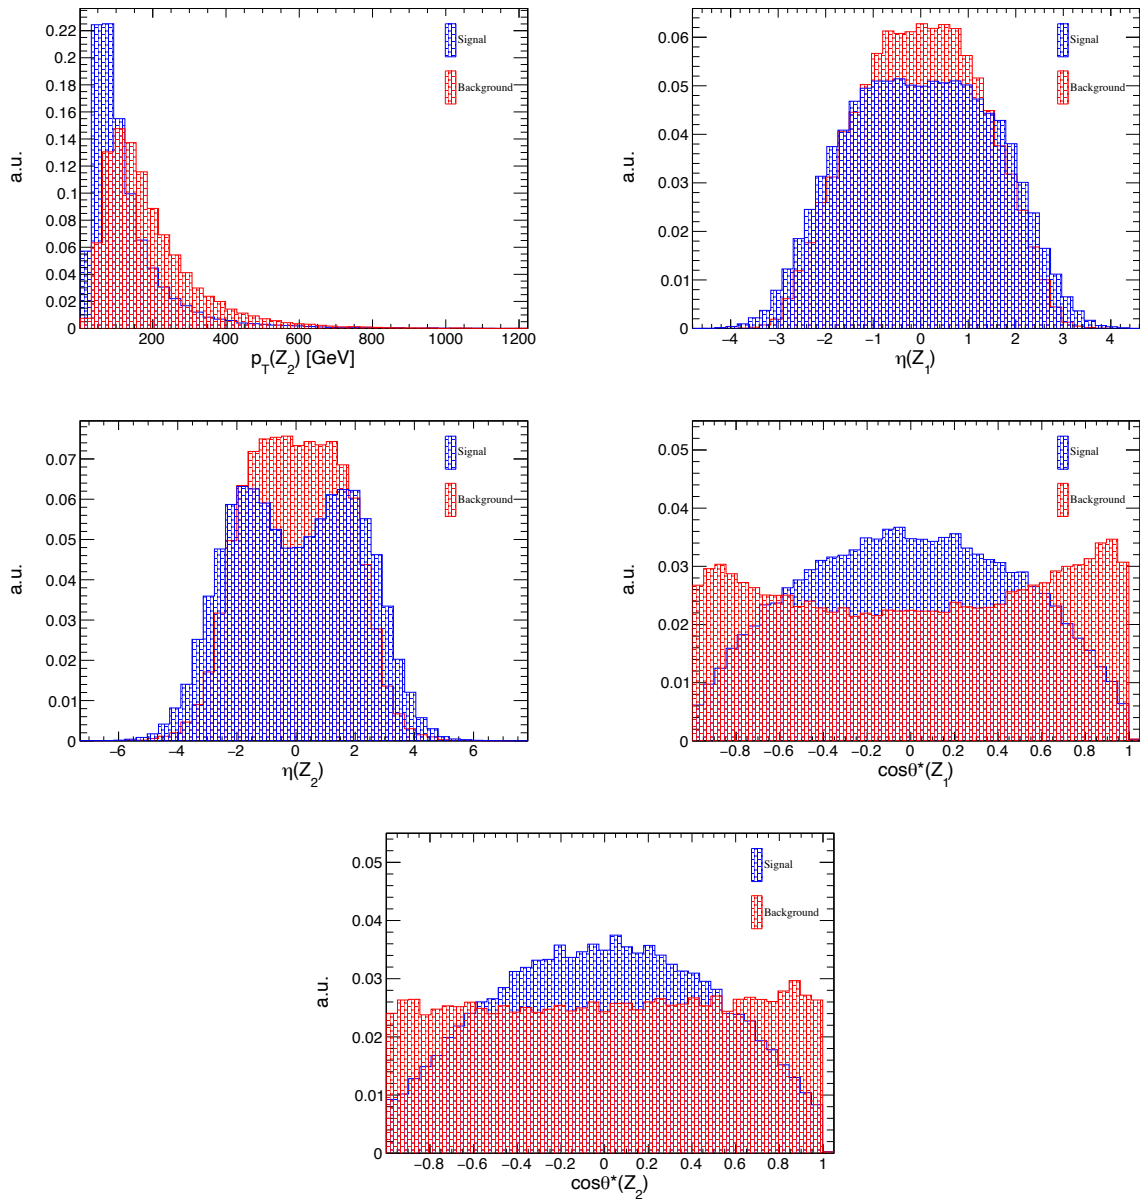 0.22
0.2
0.18
0.16
0.14
0.12
0.1
0.08
0.06
0.04
0.02
0
a.u.
Signal
Background
200 400 600 800 1000 1200
p_T(Z_2) [GeV]
0.06
0.05
0.04
0.03
0.02
0.01
0
a.u.
Signal
Background
−4 −3 −2 −1 0 1 2 3 4
η(Z_1)
0.07
0.06
0.05
0.04
0.03
0.02
0.01
0
a.u.
Signal
Background
−6 −4 −2 0 2 4 6
η(Z_2)
0.05
0.04
0.03
0.02
0.01
0
a.u.
Signal
Background
−0.8 −0.6 −0.4 −0.2 0 0.2 0.4 0.6 0.8 1
cosθ*(Z_1)
0.05
0.04
0.03
0.02
0.01
0
a.u.
Signal
Background
−0.8 −0.6 −0.4 −0.2 0 0.2 0.4 0.6 0.8 1
cosθ*(Z_2)